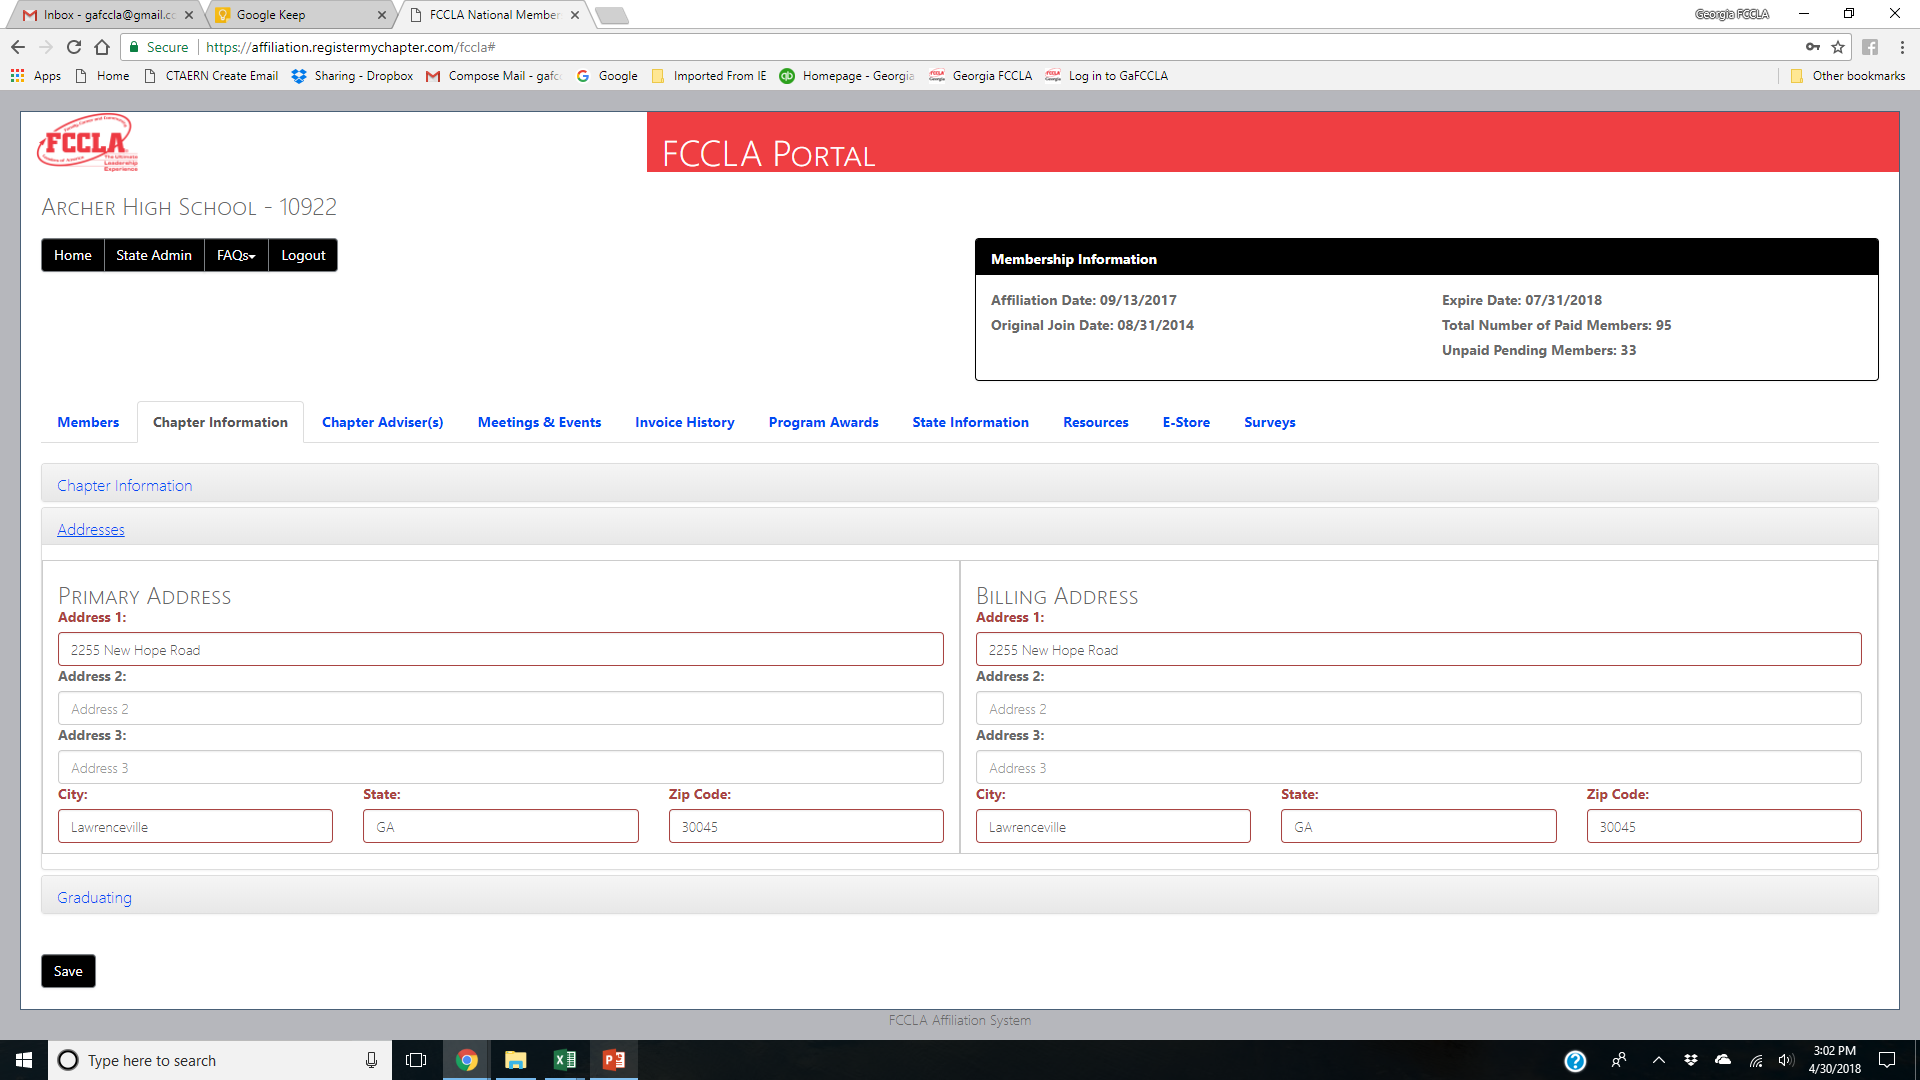 Inbox - gafccla@gmail.cc
Google Keep
FCCLA National Member
Georgia FCCLA
Secure
https://affiliation.registermychapter.com/fccla#
Apps
Home
CTAERN Create Email
Sharing - Dropbox
Compose Mail - gafc
Google
Imported From IE
Homepage - Georgia
Georgia FCCLA
Log in to GaFCCLA
Other bookmarks
FCCLA
The Ultimate
Leadership
Experience
FCCLA Portal
Archer High School - 10922
Home
State Admin
FAQs
Logout
Membership Information
Affiliation Date: 09/13/2017
Expire Date: 07/31/2018
Original Join Date: 08/31/2014
Total Number of Paid Members: 95
Unpaid Pending Members: 33
Members
Chapter Information
Chapter Adviser(s)
Meetings & Events
Invoice History
Program Awards
State Information
Resources
E-Store
Surveys
Chapter Information
Addresses
Primary Address
Address 1:
2255 New Hope Road
Address 2:
Address 2
Address 3:
Address 3
City:
State:
Zip Code:
Lawrenceville
GA
30045
Billing Address
Address 1:
2255 New Hope Road
Address 2:
Address 2
Address 3:
Address 3
City:
State:
Zip Code:
Lawrenceville
GA
30045
Graduating
Save
FCCLA Affiliation System
Type here to search
3:02 PM
4/30/2018